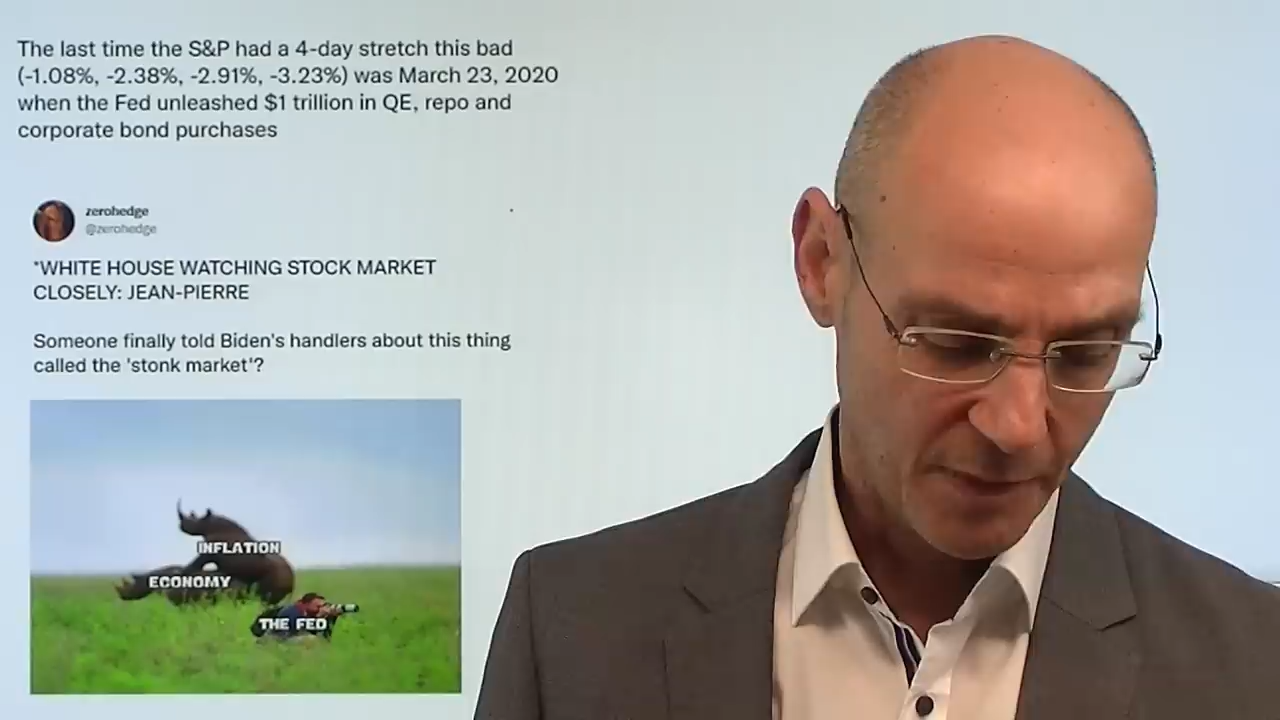 The last time the S&P had a 4-day stretch this bad
(-1.08%, -2.38%, -2.91%, -3.23%) was March 23, 2020
when the Fed unleashed $1 trillion in QE, repo and
corporate bond purchases
zerohedge
@zerohedge
*WHITE HOUSE WATCHING STOCK MARKET
CLOSELY: JEAN-PIERRE
Someone finally told Biden's handlers about this thing
called the 'stonk market'?
INFLATION
ECONOMY
THE FED